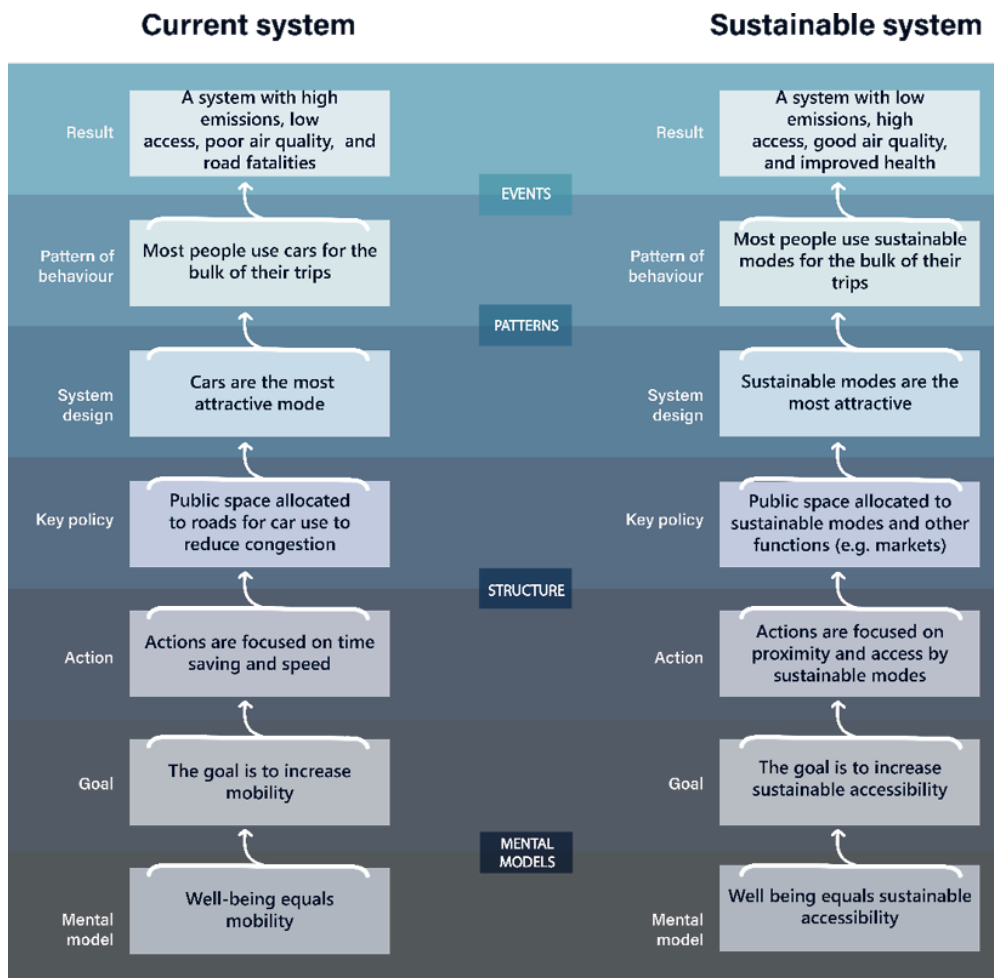 Current system
Sustainable system
Result
A system with high
emissions, low
access, poor air quality, and
road fatalities
Result
A system with low
emissions, high
access, good air quality,
and improved health
EVENTS
Pattern of
behaviour
Most people use cars for the
bulk of their trips
Pattern of
behaviour
Most people use sustainable
modes for the bulk of their
trips
PATTERNS
System
design
Cars are the most
attractive mode
System
design
Sustainable modes are the
most attractive
Key policy
Public space allocated
to roads for car use to
reduce congestion
Key policy
Public space allocated to
sustainable modes and other
functions (e.g. markets)
STRUCTURE
Action
Actions are focused on time
saving and speed
Action
Actions are focused on
proximity and access by
sustainable modes
Goal
The goal is to increase
mobility
Goal
The goal is to increase
sustainable accessibility
MENTAL
MODELS
Mental
model
Well-being equals
mobility
Mental
model
Well being equals sustainable
accessibility